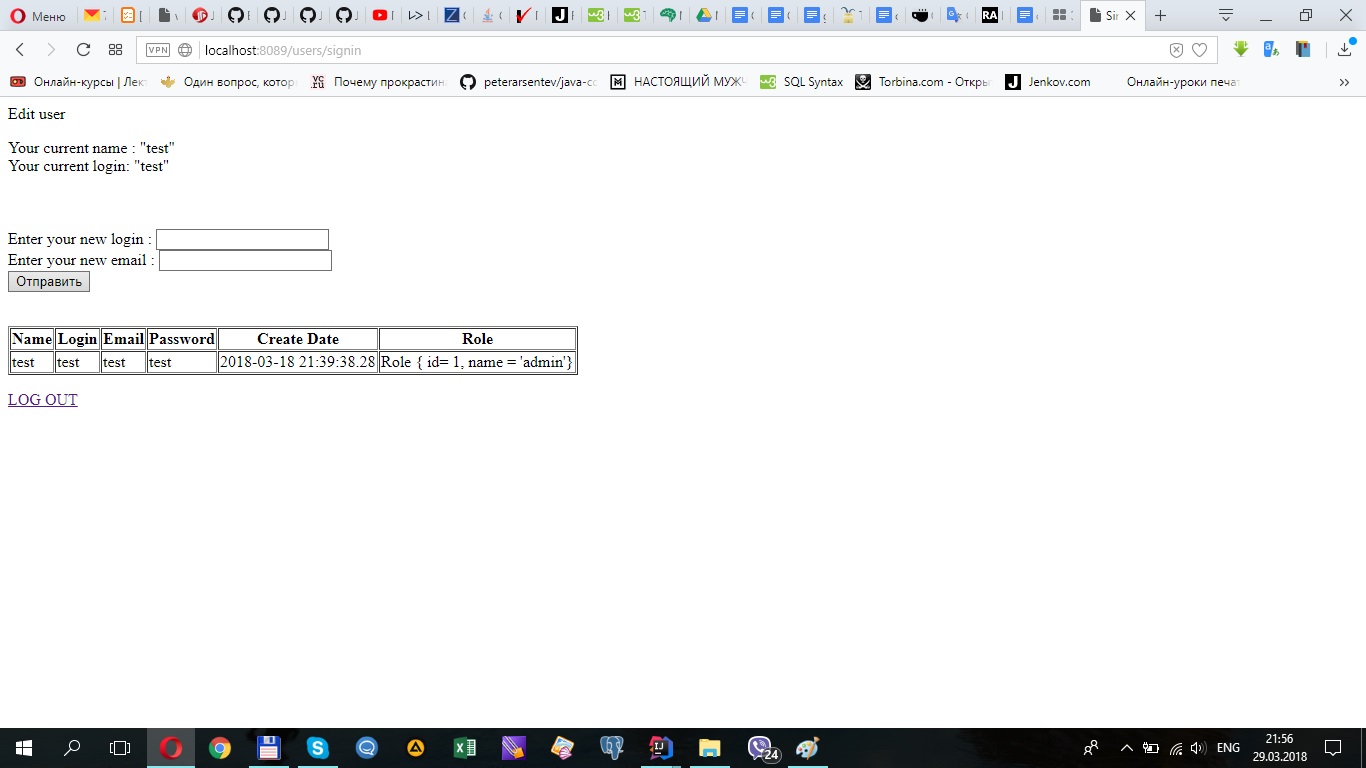 Меню
Sin
VPN
localhost:8089/users/signin
Онлайн-курсы | Лек
Один вопрос, котор
Почему прокрастин
peterarsentev/java-co
НАСТОЯЩИЙ МУЖЧ
SQL Syntax
Torbina.com - Откры
Jenkov.com
Онлайн-уроки печат
Edit user
Your current name : "test"
Your current login: "test"
Enter your new login :
Enter your new email :
Отправить
Name Login Email Password Create Date Role
test test test test 2018-03-18 21:39:38.28 Role { id= 1, name = 'admin'}
LOG OUT
24
ENG
21:56
29.03.2018